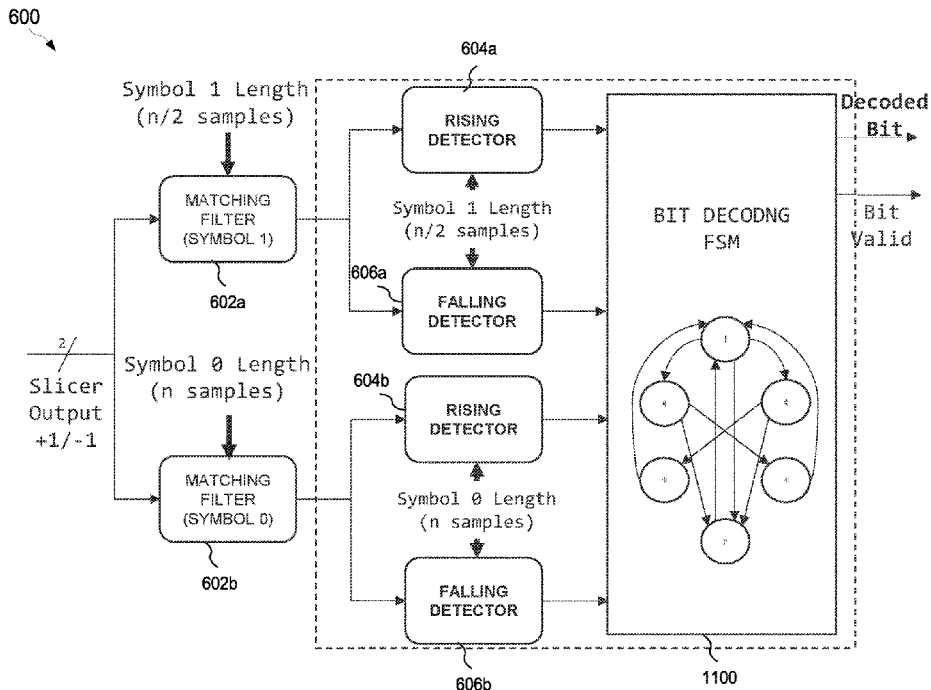 600
604a
Symbol 1 Length
(n/2 samples)
RISING
DETECTOR
Decoded
Bit
MATCHING
FILTER
(SYMBOL 1)
Symbol 1 Length
(n/2 samples)
BIT DECODNG
FSM
Bit
Valid
602a
606a
FALLING
DETECTOR
2
Slicer
Output
+1/-1
Symbol 0 Length
(n samples)
604b
RISING
DETECTOR
MATCHING
FILTER
(SYMBOL 0)
Symbol 0 Length
(n samples)
602b
FALLING
DETECTOR
606b
1100